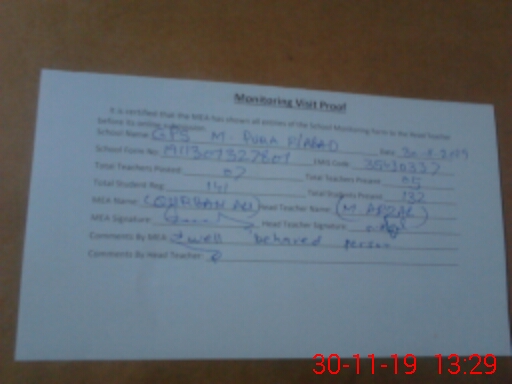 Monitoring Visit Proof
It is certified that the MEA has shown all entries of the School Monitoring Form to the Head Teacher
before its online submission.
School Name: GPS M. PURA Date:
School Form No: EMIS Code:
Total Teachers Posted: 07 Total Teachers Present: 05
Total Student Reg: 141 Total Students Present: 132
MEA Name: QURBAN ALI Head Teacher Name: M AFZAL
MEA Signature: Head Teacher Signature:
Comments By MEA: well behaved person
Comments By Head Teacher:
30-11-19 13:29